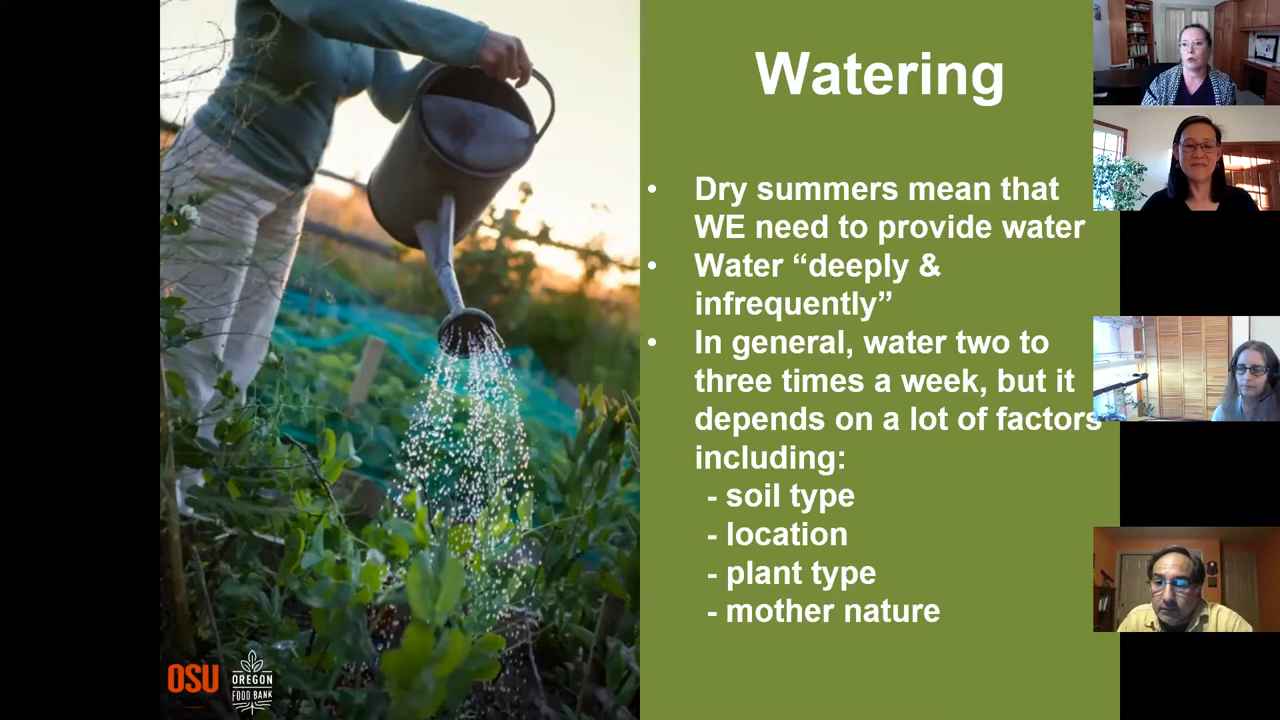 Watering
• Dry summers mean that
WE need to provide water
• Water “deeply &
infrequently”
• In general, water two to
three times a week, but it
depends on a lot of factors
including:
- soil type
- location
- plant type
- mother nature
OSU
OREGON
FOOD BANK